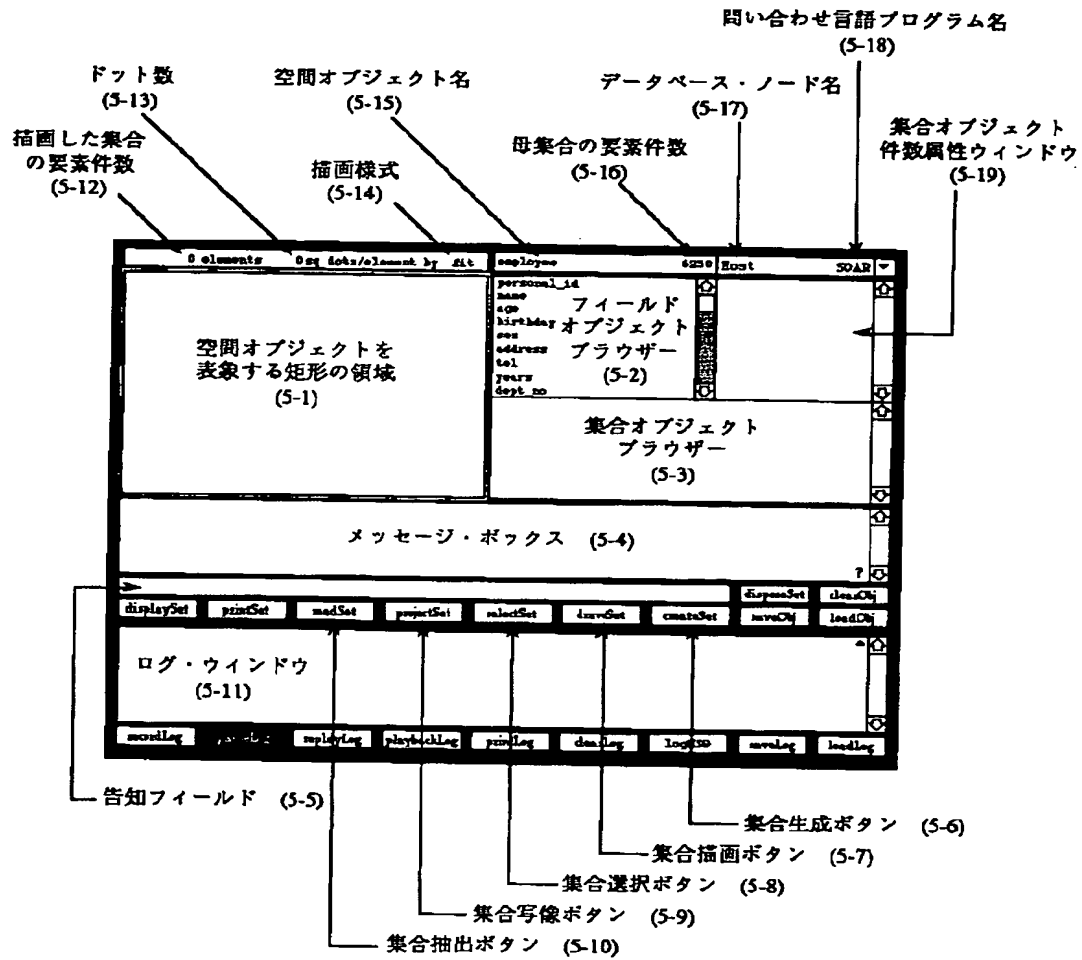 問い合わせ言語プログラム名
(5-18)
ドット数
(5-13)
空間オブジェクト名
(5-15)
データベース・ノード名
(5-17)
描画した集合
の要素件数
(5-12)
描画様式
(5-14)
母集合の要素件数
(5-16)
集合オブジェクト
件数属性ウィンドウ
(5-19)
0 elements 0 sq dots/element by fit
employee 6250 Host SOAR
personal_id
name
age
birthday
sex
address
tel
years
dept_no
フィールド
オブジェクト
ブラウザー
(5-2)
空間オブジェクトを
表象する矩形の領域
(5-1)
集合オブジェクト
ブラウザー
(5-3)
メッセージ・ボックス (5-4)
?
disposeSet clearObj
displaySet printSet readSet projectSet selectSet drawSet createSet saveObj loadObj
ログ・ウィンドウ
(5-11)
recordLog replayLog playbackLog printLog clearLog saveLog loadLog
告知フィールド (5-5)
集合生成ボタン (5-6)
集合描画ボタン (5-7)
集合選択ボタン (5-8)
集合写像ボタン (5-9)
集合抽出ボタン (5-10)